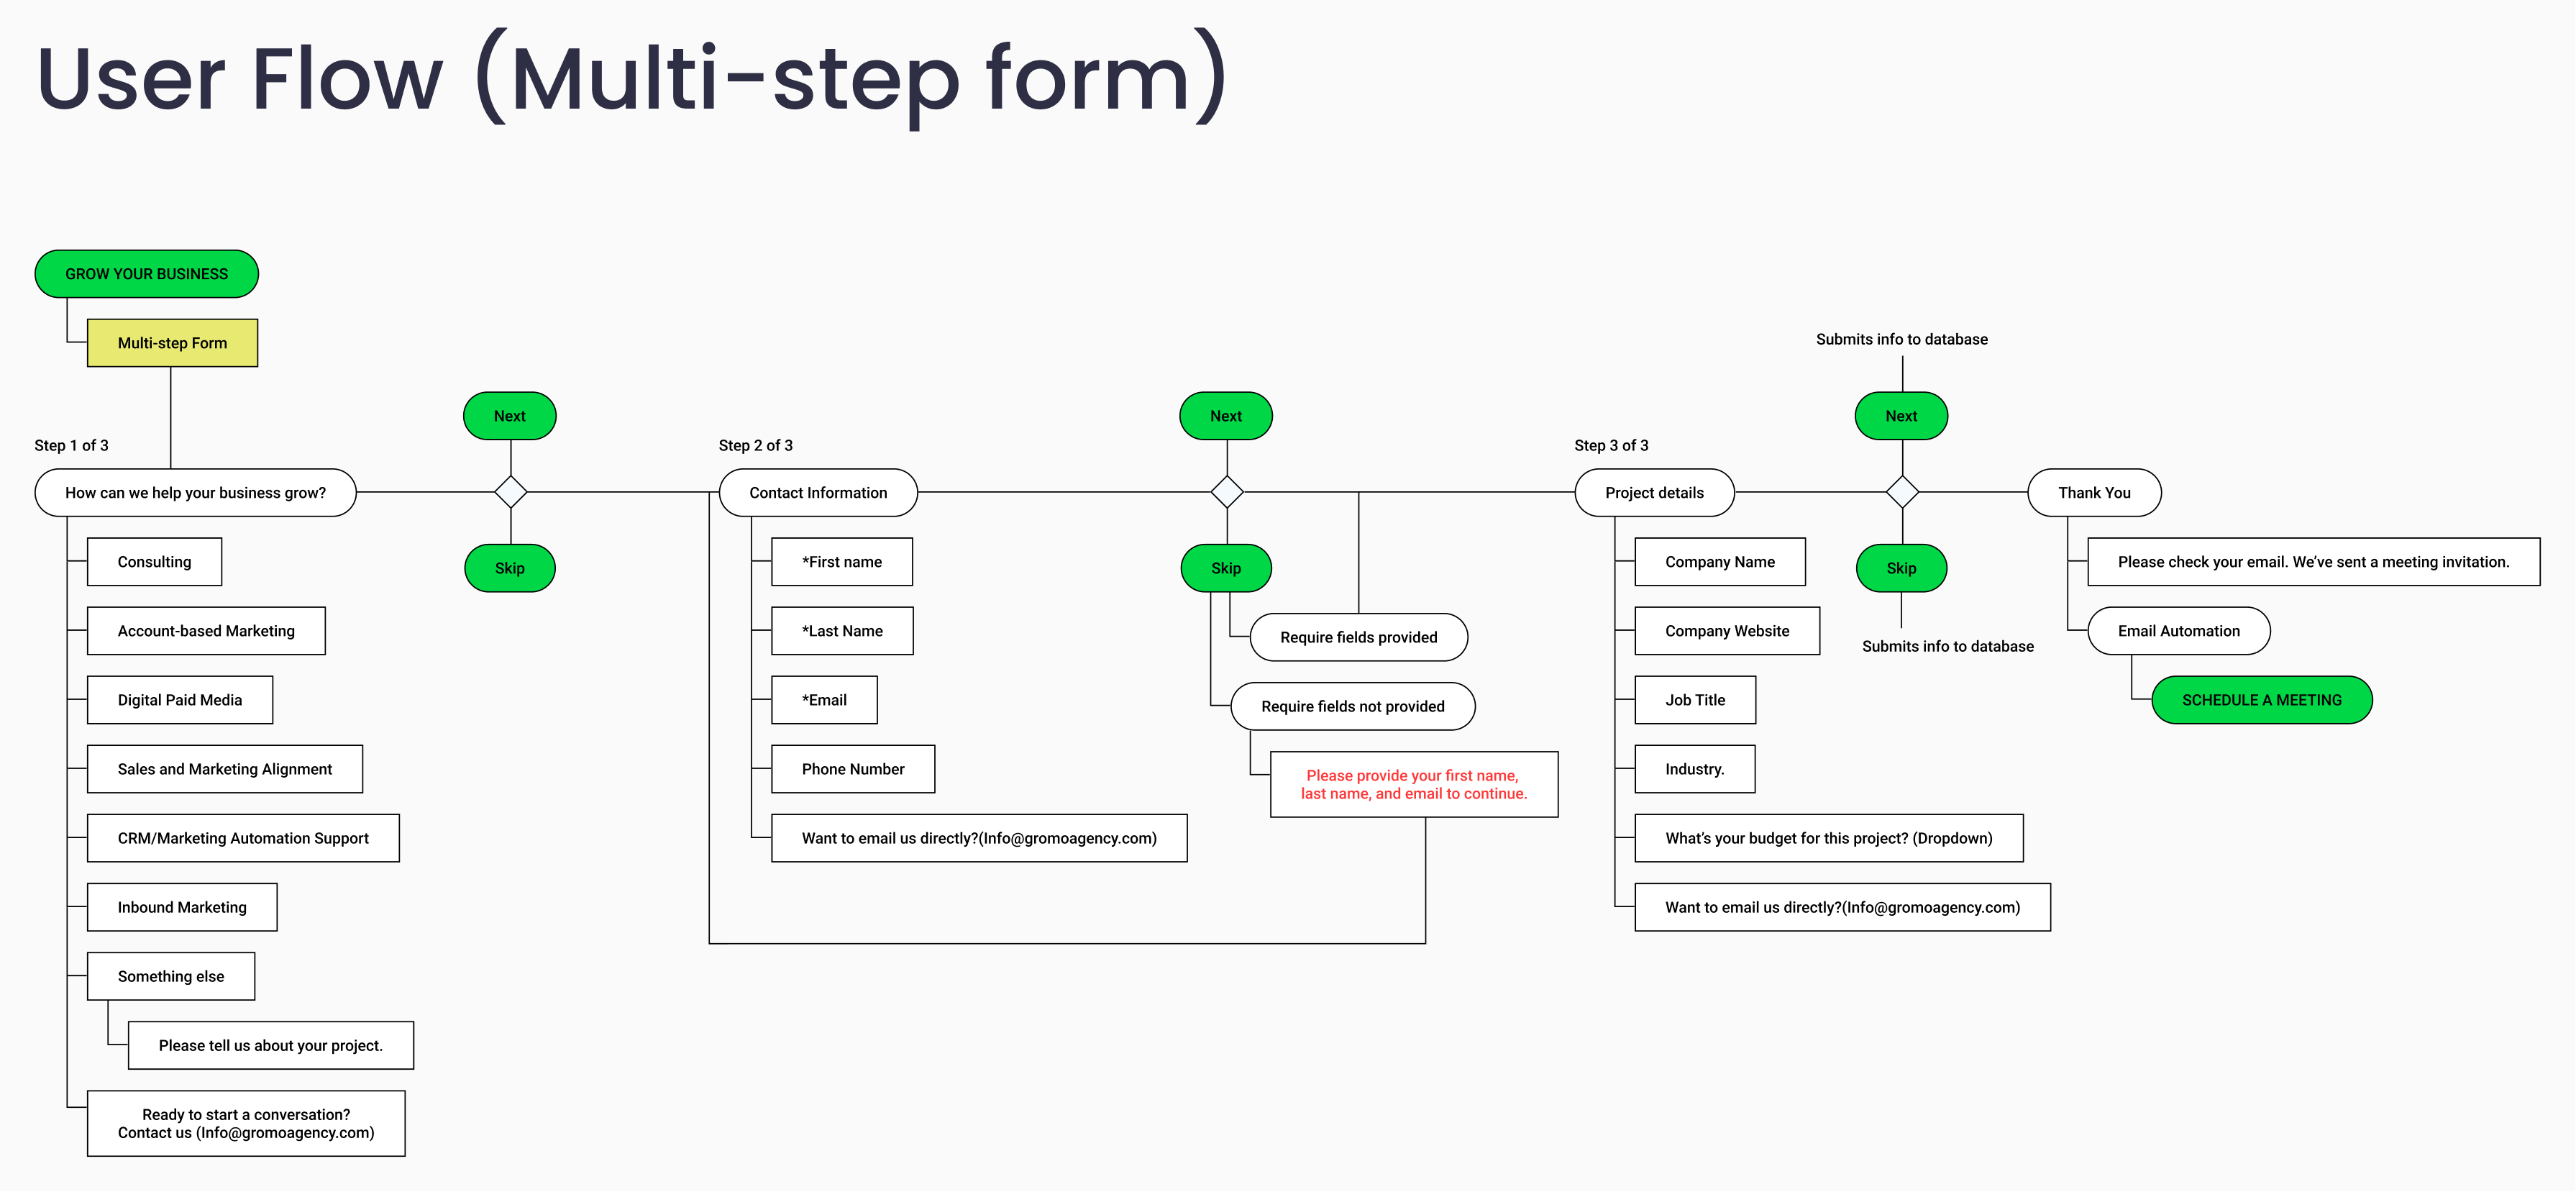 User Flow (Multi-step form)
GROW YOUR BUSINESS
Multi-step Form
Step 1 of 3
How can we help your business grow?
Consulting
Account-based Marketing
Digital Paid Media
Sales and Marketing Alignment
CRM/Marketing Automation Support
Inbound Marketing
Something else
Please tell us about your project.
Ready to start a conversation?
Contact us (Info@gromoagency.com)
Next
Skip
Step 2 of 3
Contact Information
*First name
*Last Name
*Email
Phone Number
Want to email us directly?(Info@gromoagency.com)
Next
Skip
Require fields provided
Require fields not provided
Please provide your first name,
last name, and email to continue.
Step 3 of 3
Project details
Company Name
Company Website
Job Title
Industry.
What’s your budget for this project? (Dropdown)
Want to email us directly?(Info@gromoagency.com)
Submits info to database
Next
Skip
Submits info to database
Thank You
Please check your email. We’ve sent a meeting invitation.
Email Automation
SCHEDULE A MEETING